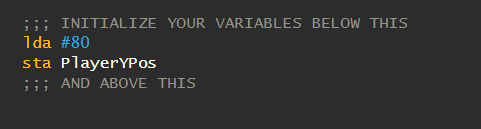 ;;; INITIALIZE YOUR VARIABLES BELOW THIS
lda #80
sta PlayerYPos
;;; AND ABOVE THIS